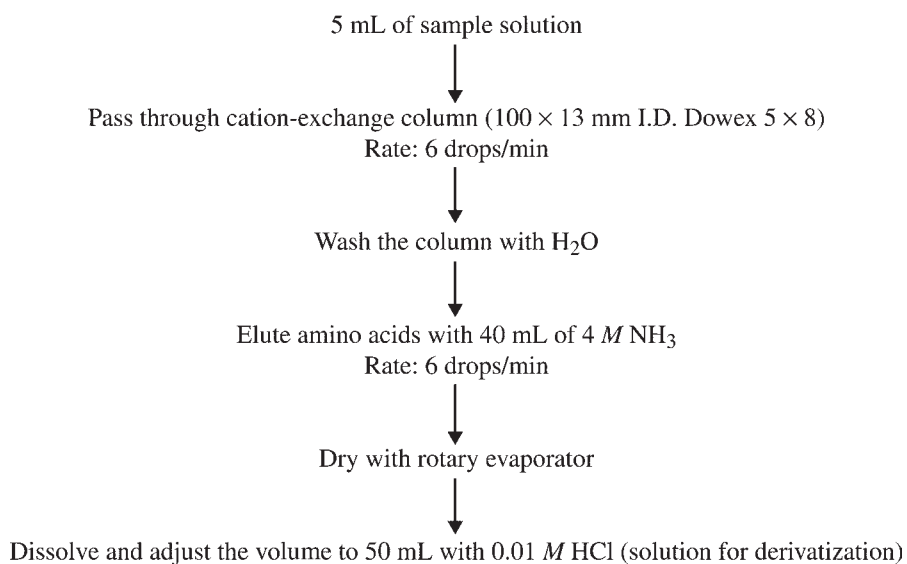 5 mL of sample solution
Pass through cation-exchange column (100 × 13 mm I.D. Dowex 5 × 8)
Rate: 6 drops/min
Wash the column with H₂O
Elute amino acids with 40 mL of 4 M NH₃
Rate: 6 drops/min
Dry with rotary evaporator
Dissolve and adjust the volume to 50 mL with 0.01 M HCl (solution for derivatization)